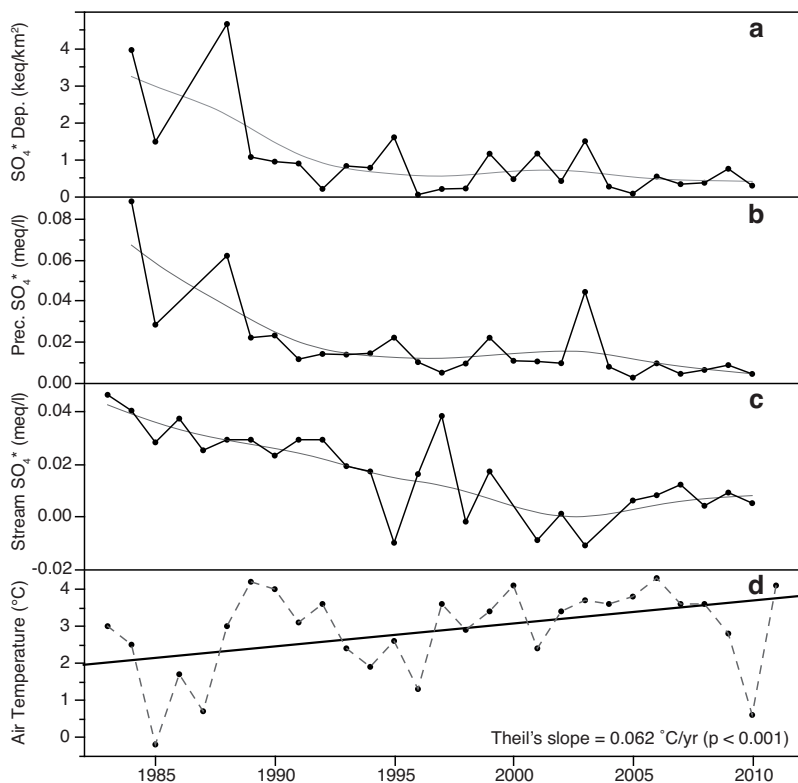 a
SO4* Dep. (keq/km²)
4
3
2
1
0
b
Prec. SO4* (meq/l)
0.08
0.06
0.04
0.02
0.00
c
Stream SO4* (meq/l)
0.04
0.02
0.00
-0.02
d
Air Temperature (°C)
4
3
2
1
0
Theil's slope = 0.062 ˚C/yr (p < 0.001)
1985 1990 1995 2000 2005 2010